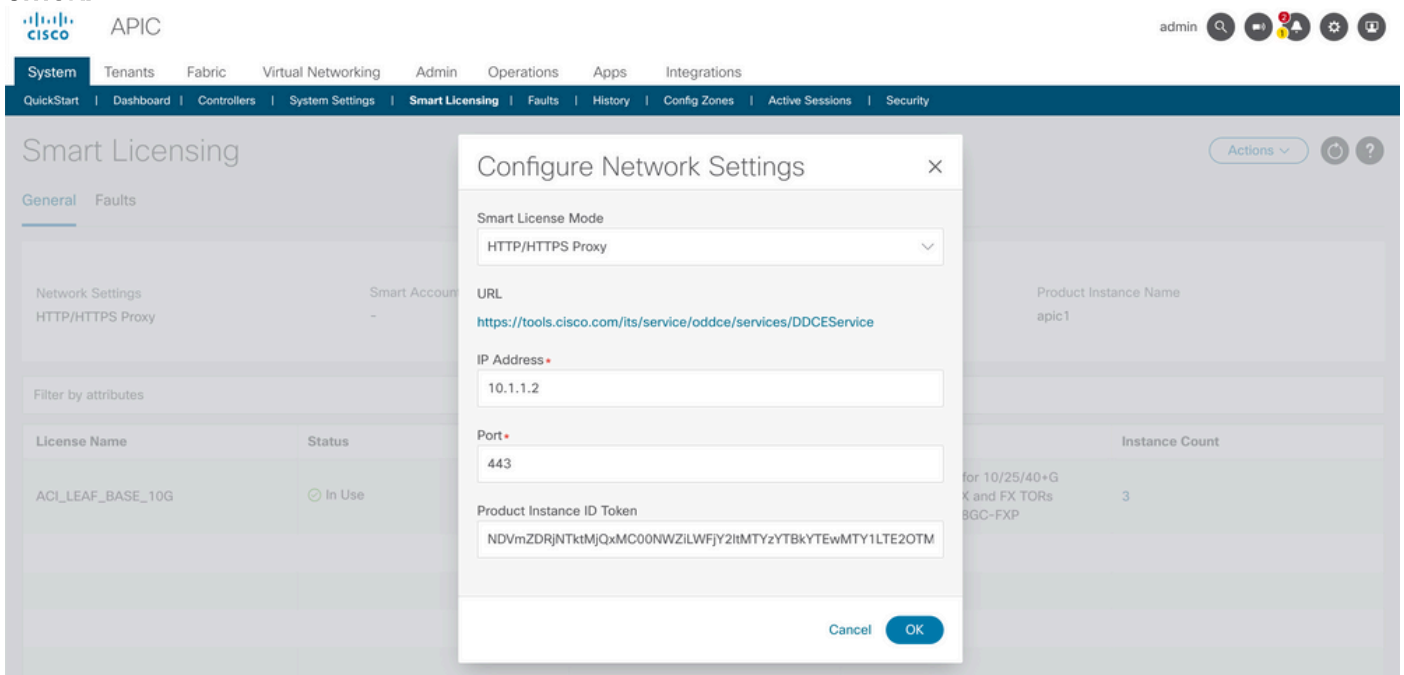 CISCO
APIC
admin
2
1
System Tenants Fabric Virtual Networking Admin Operations Apps Integrations
QuickStart | Dashboard | Controllers | System Settings | Smart Licensing | Faults | History | Config Zones | Active Sessions | Security
Smart Licensing
Actions
?
General Faults
Configure Network Settings
Smart License Mode
HTTP/HTTPS Proxy
URL
https://tools.cisco.com/its/service/oddce/services/DDCEService
IP Address
10.1.1.2
Port
443
Product Instance ID Token
NDVmZDRjNTktMjQxMC00NWZiLWFjY2ItMTYzYTBkYTEwMTY1LTE2OTM
Cancel OK
Network Settings
HTTP/HTTPS Proxy
Smart Accoun
-
Product Instance Name
apic1
Filter by attributes
License Name Status Instance Count
ACI_LEAF_BASE_10G In Use
for 10/25/40+G
X and FX TORs
8GC-FXP
3